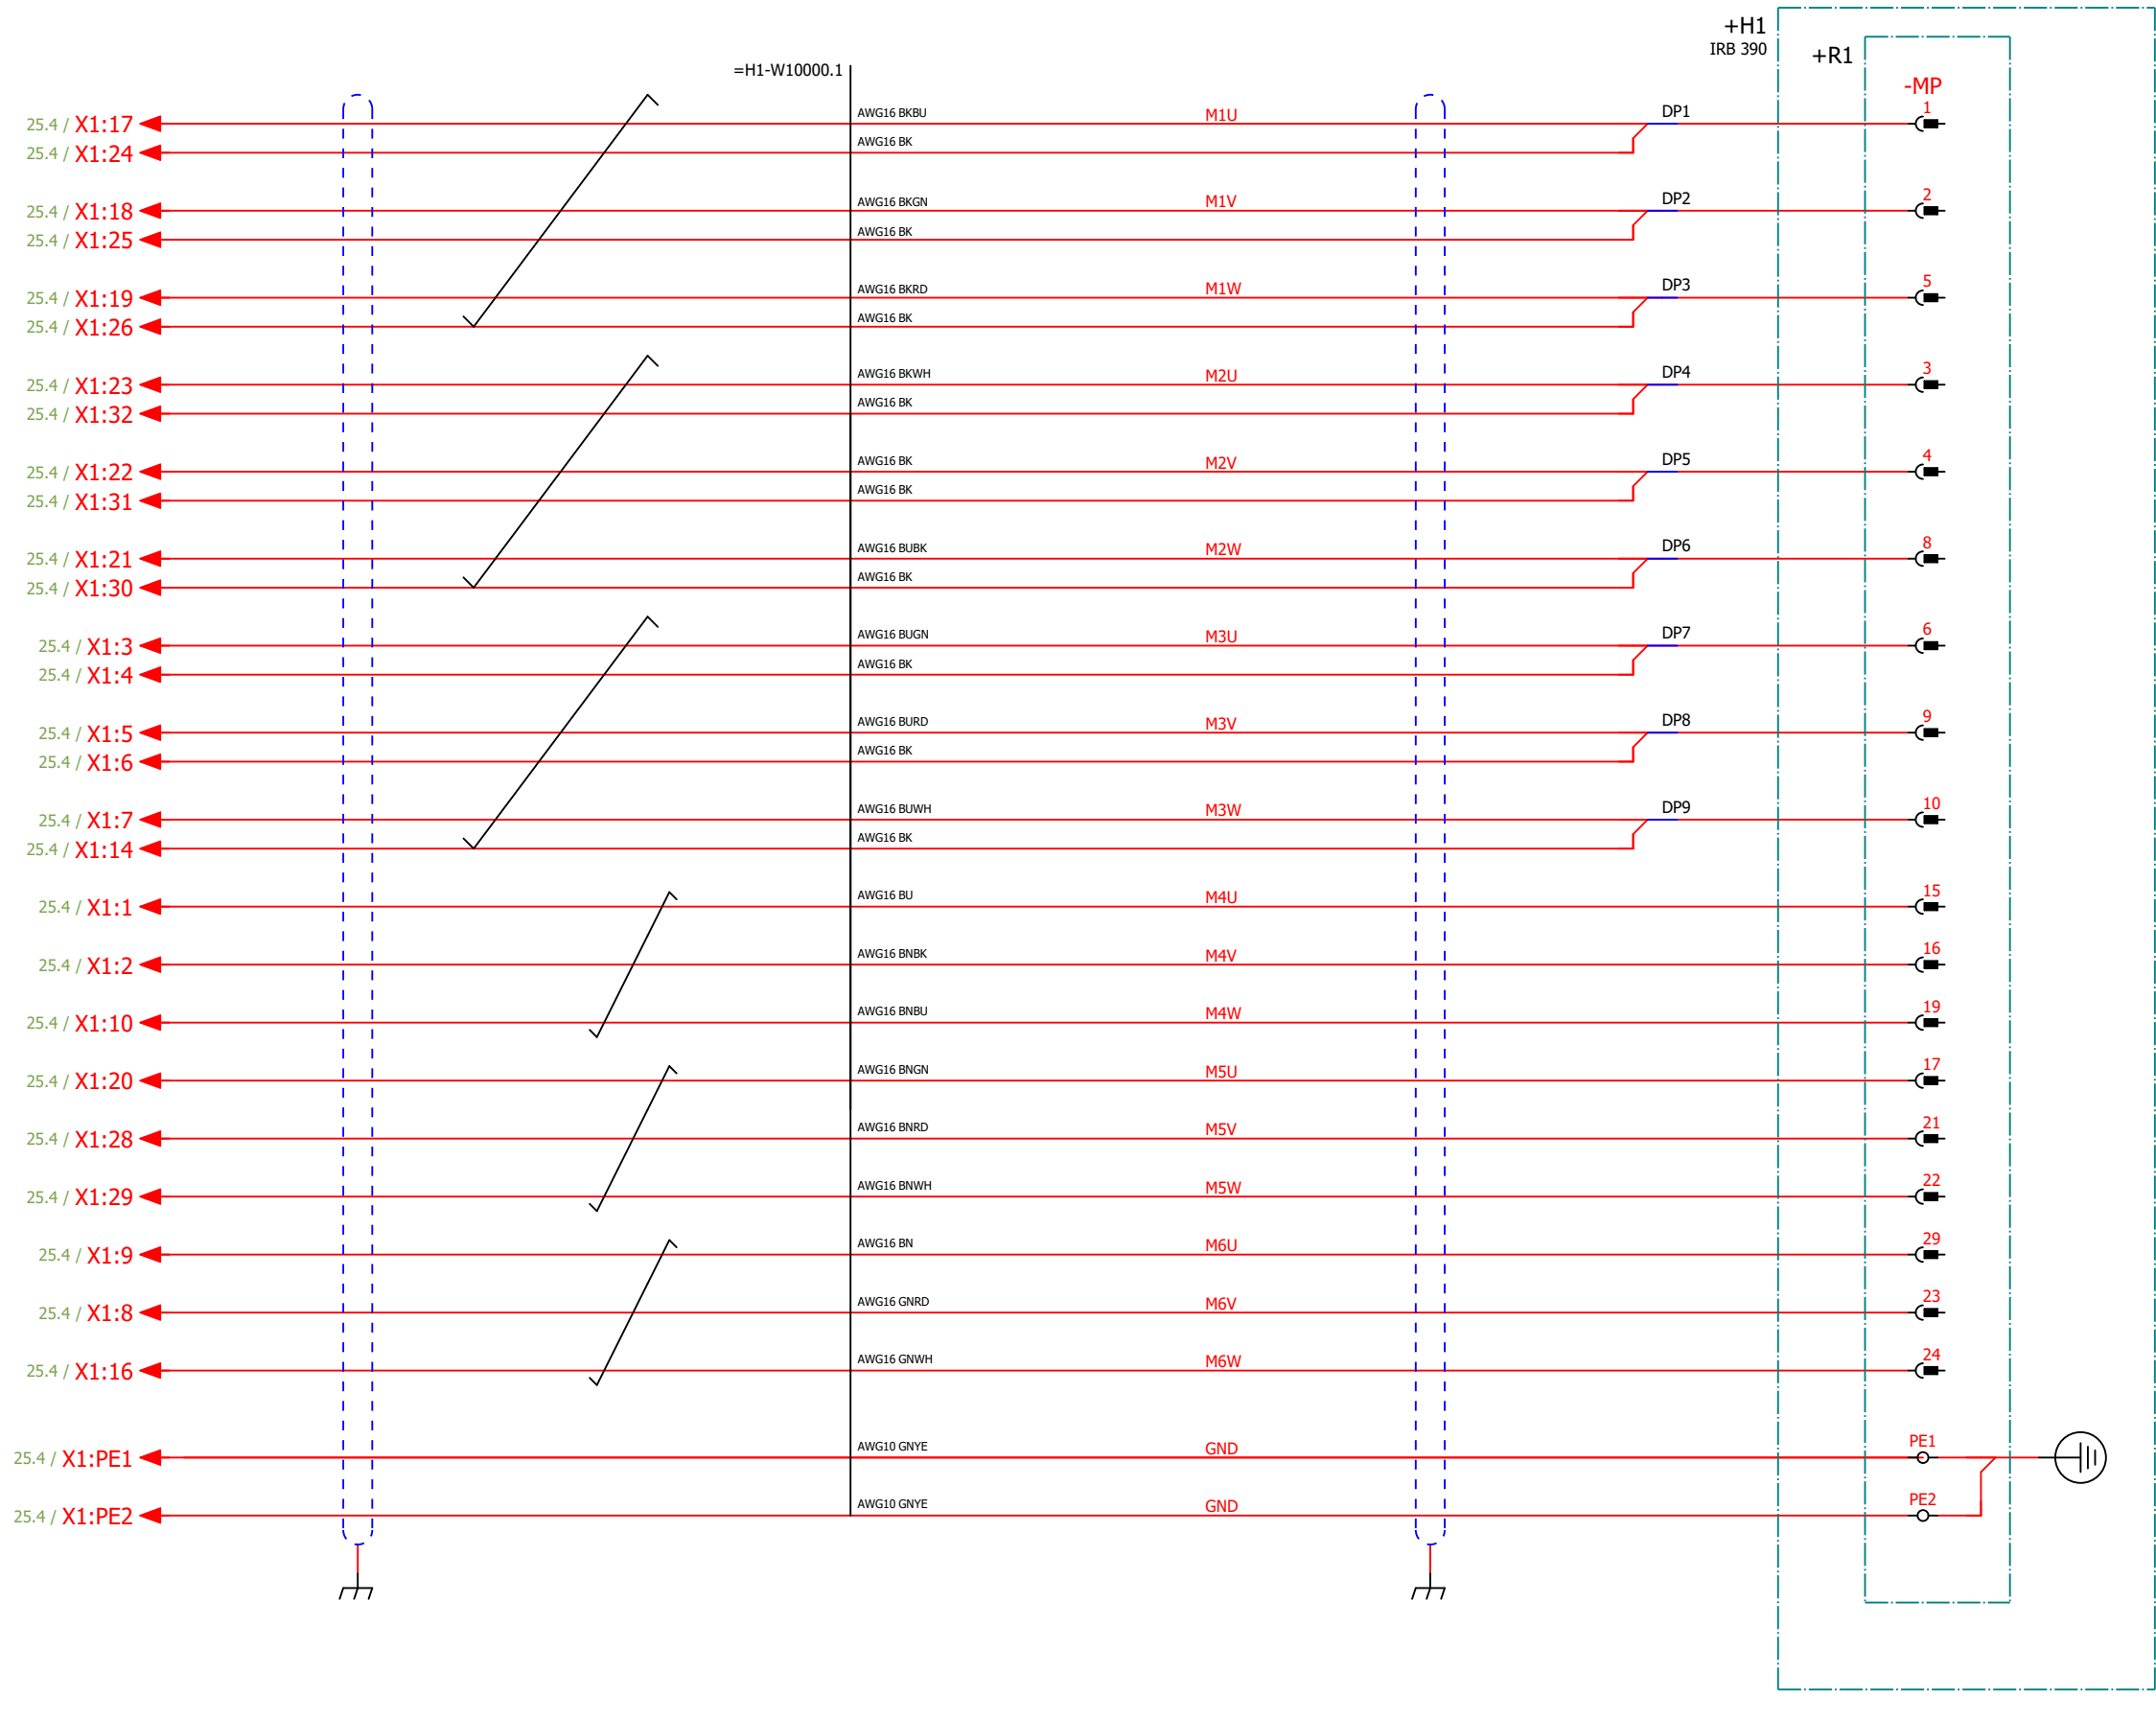 +H1
IRB 390
+R1
=H1-W10000.1
-MP
25.4 / X1:17 AWG16 BKBU M1U DP1 1
25.4 / X1:24 AWG16 BK
25.4 / X1:18 AWG16 BKGN M1V DP2 2
25.4 / X1:25 AWG16 BK
25.4 / X1:19 AWG16 BKRD M1W DP3 5
25.4 / X1:26 AWG16 BK
25.4 / X1:23 AWG16 BKWH M2U DP4 3
25.4 / X1:32 AWG16 BK
25.4 / X1:22 AWG16 BK M2V DP5 4
25.4 / X1:31 AWG16 BK
25.4 / X1:21 AWG16 BUBK M2W DP6 8
25.4 / X1:30 AWG16 BK
25.4 / X1:3 AWG16 BUGN M3U DP7 6
25.4 / X1:4 AWG16 BK
25.4 / X1:5 AWG16 BURD M3V DP8 9
25.4 / X1:6 AWG16 BK
25.4 / X1:7 AWG16 BUWH M3W DP9 10
25.4 / X1:14 AWG16 BK
25.4 / X1:1 AWG16 BU M4U 15
25.4 / X1:2 AWG16 BNBK M4V 16
25.4 / X1:10 AWG16 BNBU M4W 19
25.4 / X1:20 AWG16 BNGN M5U 17
25.4 / X1:28 AWG16 BNRD M5V 21
25.4 / X1:29 AWG16 BNWH M5W 22
25.4 / X1:9 AWG16 BN M6U 29
25.4 / X1:8 AWG16 GNRD M6V 23
25.4 / X1:16 AWG16 GNWH M6W 24
25.4 / X1:PE1 AWG10 GNYE GND PE1
25.4 / X1:PE2 AWG10 GNYE GND PE2